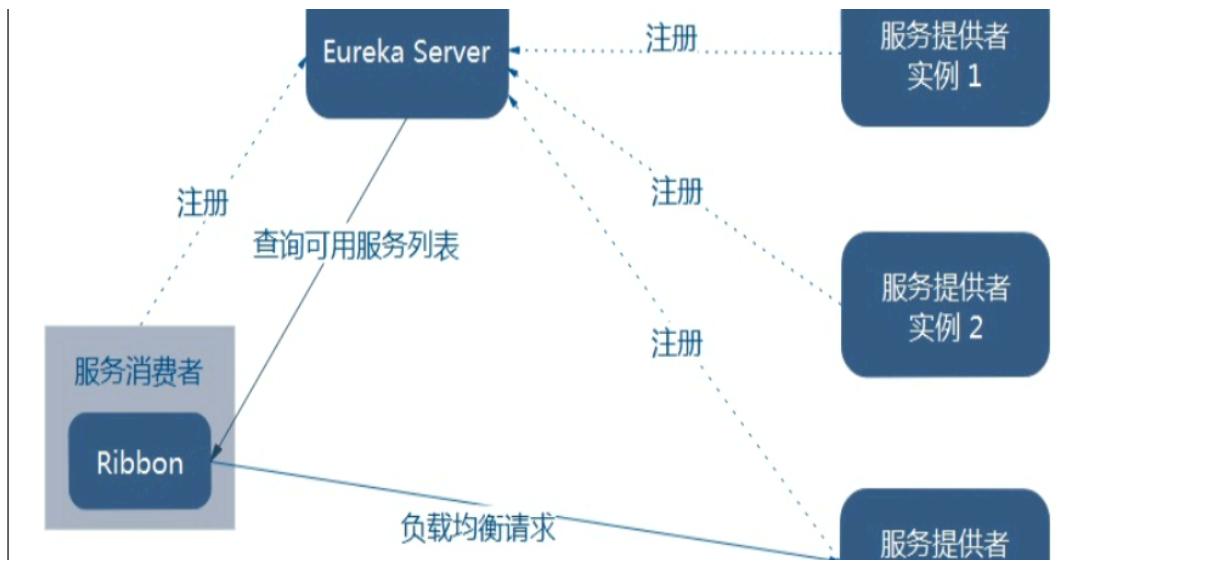 Eureka Server
注册
服务提供者
实例 1
注册
注册
查询可用服务列表
服务提供者
实例 2
注册
服务消费者
Ribbon
负载均衡请求
服务提供者